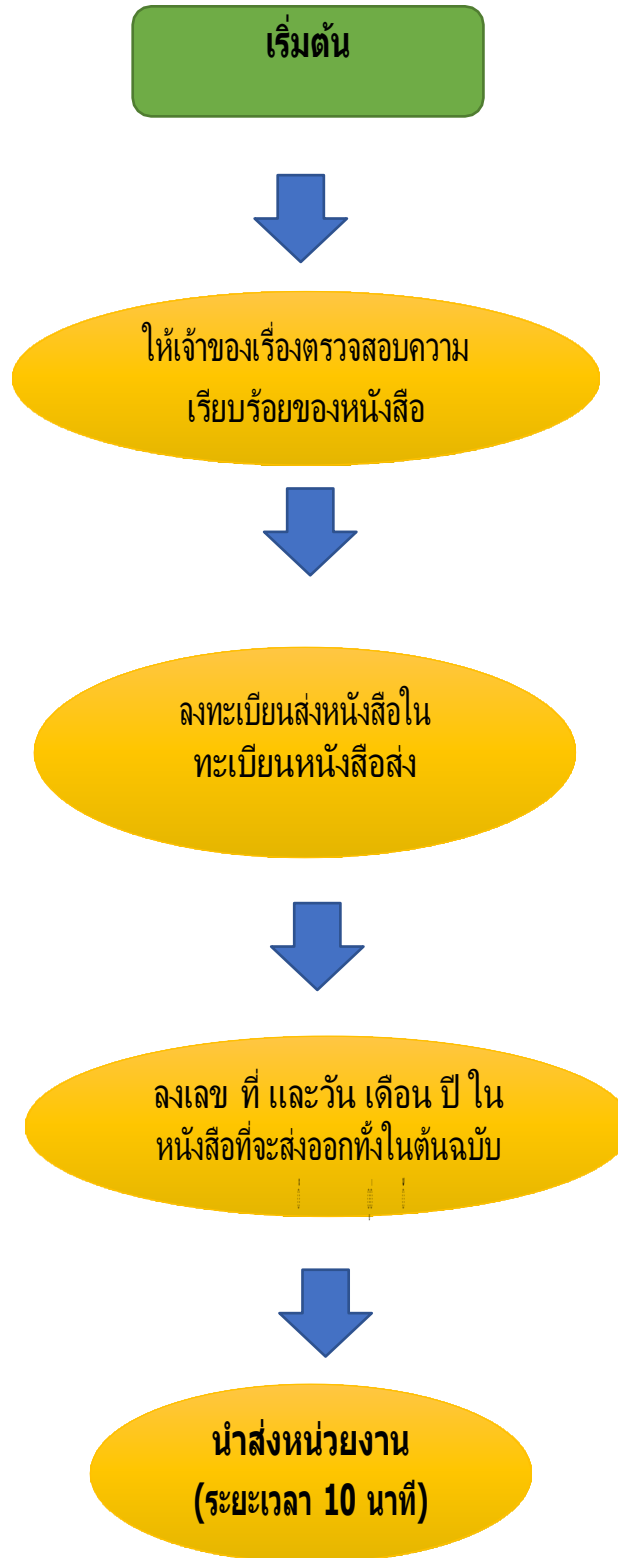 เริ่มต้น
ให้เจ้าของเรื่องตรวจสอบความ
เรียบร้อยของหนังสือ
ลงทะเบียนส่งหนังสือใน
ทะเบียนหนังสือส่ง
ลงเลข ที่ และวัน เดือน ปี ใน
หนังสือที่จะส่งออกทั้งในต้นฉบับ
นำส่งหน่วยงาน
(ระยะเวลา 10 นาที)